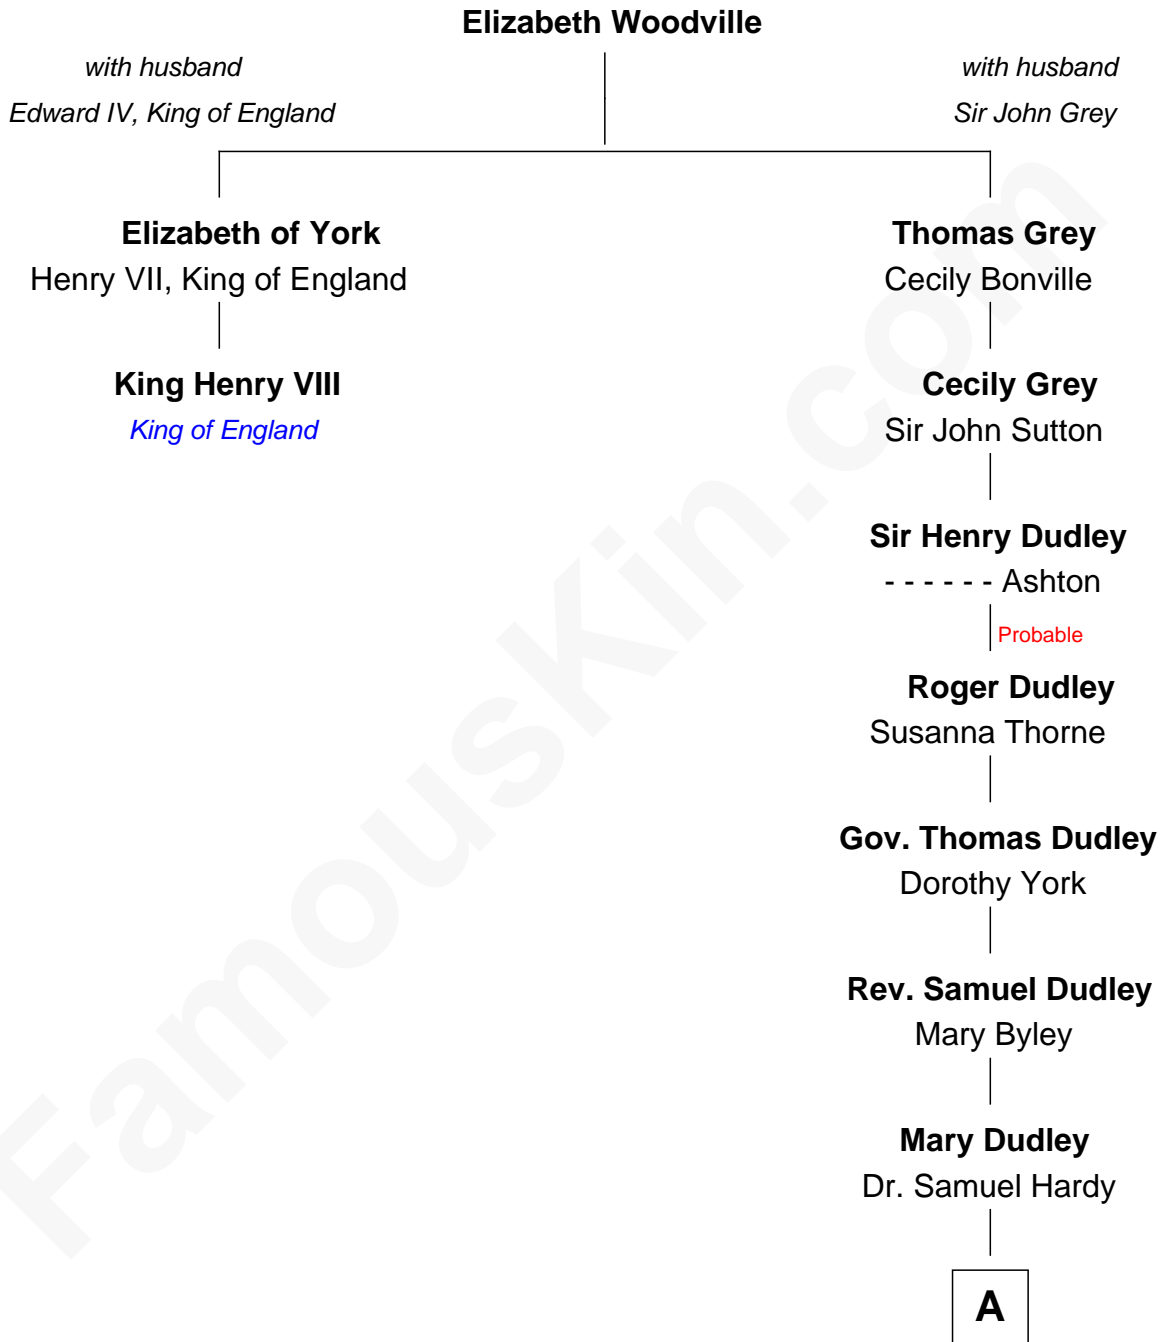 Elizabeth Woodville
with husband
Edward IV, King of England
with husband
Sir John Grey
Elizabeth of York
Henry VII, King of England
King Henry VIII
King of England
Thomas Grey
Cecily Bonville
Cecily Grey
Sir John Sutton
Sir Henry Dudley
- - - - - - Ashton
Probable
Roger Dudley
Susanna Thorne
Gov. Thomas Dudley
Dorothy York
Rev. Samuel Dudley
Mary Byley
Mary Dudley
Dr. Samuel Hardy
A
FamousKin.com